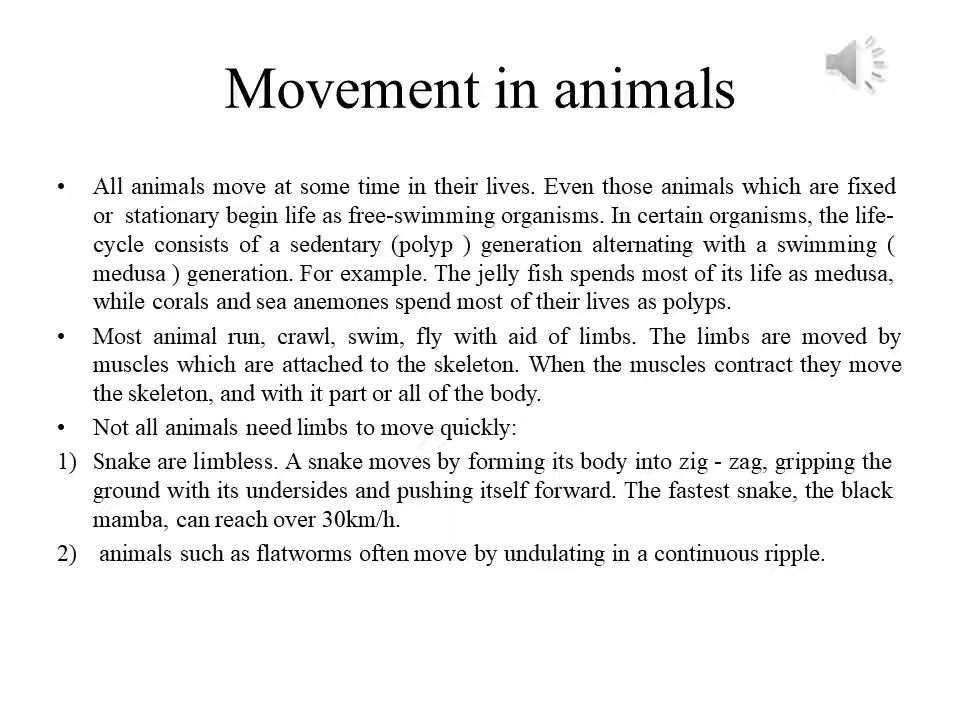 Movement in animals
• All animals move at some time in their lives. Even those animals which are fixed
or stationary begin life as free-swimming organisms. In certain organisms, the life-
cycle consists of a sedentary (polyp ) generation alternating with a swimming (
medusa ) generation. For example. The jelly fish spends most of its life as medusa,
while corals and sea anemones spend most of their lives as polyps.
• Most animal run, crawl, swim, fly with aid of limbs. The limbs are moved by
muscles which are attached to the skeleton. When the muscles contract they move
the skeleton, and with it part or all of the body.
• Not all animals need limbs to move quickly:
1) Snake are limbless. A snake moves by forming its body into zig - zag, gripping the
ground with its undersides and pushing itself forward. The fastest snake, the black
mamba, can reach over 30km/h.
2) animals such as flatworms often move by undulating in a continuous ripple.